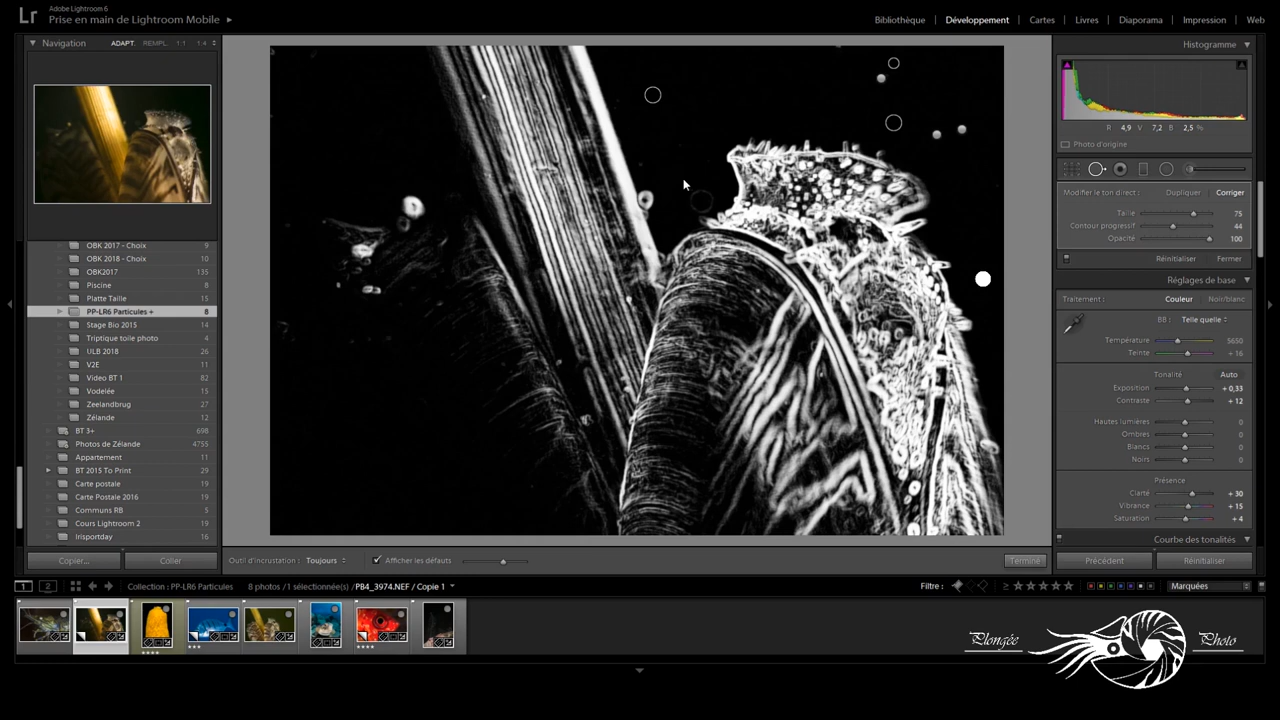 Adobe Lightroom 6
Lr Prise en main de Lightroom Mobile
Bibliothèque | Développement | Cartes | Livres | Diaporama | Impression | Web
Navigation ADAPT. REMPL. 1:1 1:4
OBK 2017 - Choix 9
OBK 2018 - Choix 10
OBK2017 135
Piscine 8
Platte Taille 15
PP-LR6 Particules + 8
Stage Bio 2015 14
Triptique toile photo 4
ULB 2018 26
V2E 11
Video BT 1 82
Vodelée 15
Zeelandbrug 27
Zélande 12
BT 3+ 698
Photos de Zélande 4755
Appartement 11
BT 2015 To Print 29
Carte postale 19
Carte Postale 2016 19
Communs RB 5
Cours Lightroom 2 19
Irisportday 16
Copier... Coller
Outil d'incrustation : Toujours
Afficher les défauts
Terminé
Histogramme
R 4,9 V 7,2 B 2,5 %
Photo d'origine
Modifier le ton direct : Dupliquer Corriger
Taille 75
Contour progressif 44
Opacité 100
Réinitialiser Fermer
Réglages de base
Traitement : Couleur Noir/blanc
BB : Telle quelle
Température 5650
Teinte + 16
Tonalité Auto
Exposition + 0,33
Contraste + 12
Hautes lumières 0
Ombres 0
Blancs 0
Noirs 0
Présence
Clarté + 30
Vibrance + 15
Saturation + 4
Courbe des tonalités
Précédent Réinitialiser
1 2 Collection : PP-LR6 Particules 8 photos /1 sélectionnée(s) /PB4_3974.NEF / Copie 1
Filtre : ≥ ★★★★★ Marquées
★★★★ ★★★ ★★★★
Plongée Photo